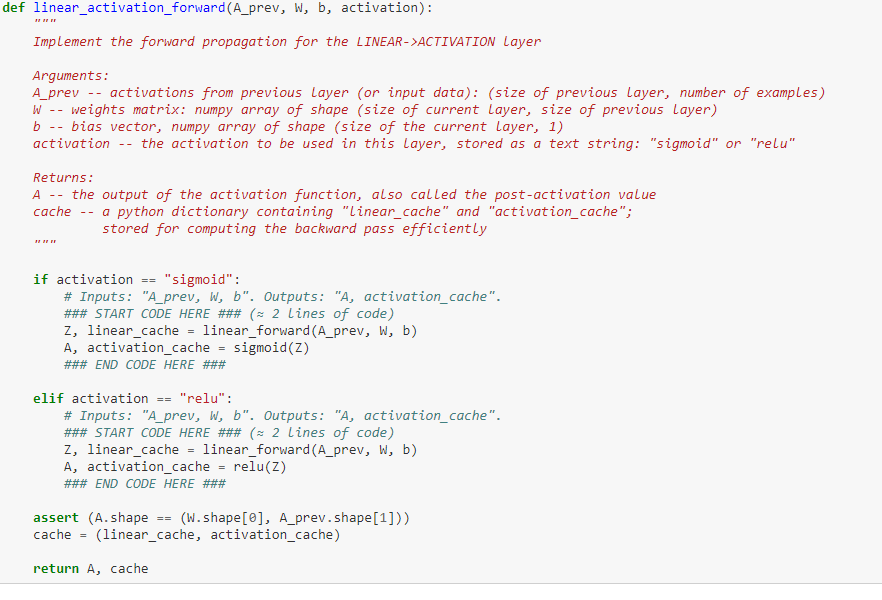 def linear_activation_forward(A_prev, W, b, activation):
    """
    Implement the forward propagation for the LINEAR->ACTIVATION layer

    Arguments:
    A_prev -- activations from previous layer (or input data): (size of previous layer, number of examples)
    W -- weights matrix: numpy array of shape (size of current layer, size of previous layer)
    b -- bias vector, numpy array of shape (size of the current layer, 1)
    activation -- the activation to be used in this layer, stored as a text string: "sigmoid" or "relu"

    Returns:
    A -- the output of the activation function, also called the post-activation value
    cache -- a python dictionary containing "linear_cache" and "activation_cache";
             stored for computing the backward pass efficiently
    """

    if activation == "sigmoid":
        # Inputs: "A_prev, W, b". Outputs: "A, activation_cache".
        ### START CODE HERE ### (≈ 2 lines of code)
        Z, linear_cache = linear_forward(A_prev, W, b)
        A, activation_cache = sigmoid(Z)
        ### END CODE HERE ###

    elif activation == "relu":
        # Inputs: "A_prev, W, b". Outputs: "A, activation_cache".
        ### START CODE HERE ### (≈ 2 lines of code)
        Z, linear_cache = linear_forward(A_prev, W, b)
        A, activation_cache = relu(Z)
        ### END CODE HERE ###

    assert (A.shape == (W.shape[0], A_prev.shape[1]))
    cache = (linear_cache, activation_cache)

    return A, cache